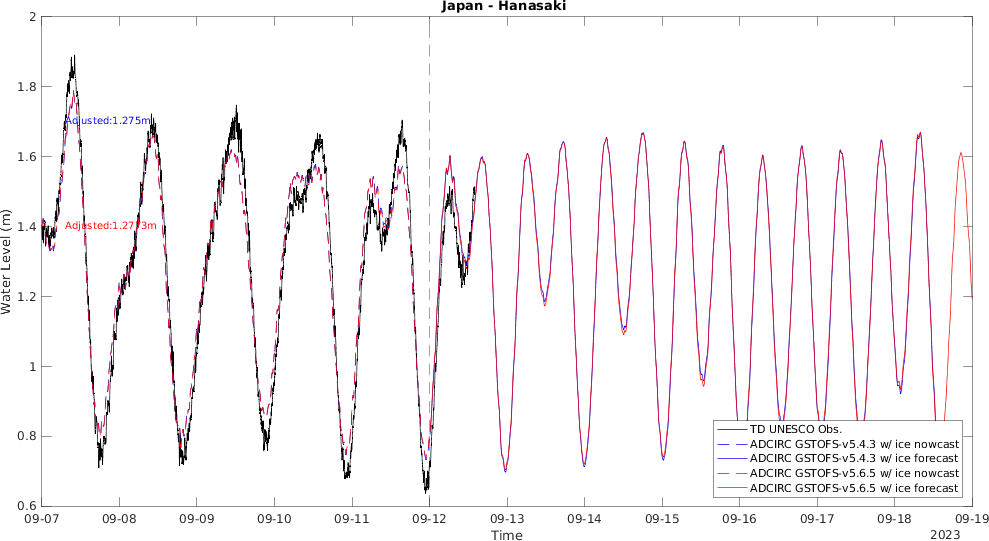 Japan - Hanasaki
2
1.8
1.6
1.4
1.2
1
0.8
0.6
Water Level (m)
Adjusted:1.275m
Adjusted:1.2773m
TD UNESCO Obs.
ADCIRC GSTOFS-v5.4.3 w/ ice nowcast
ADCIRC GSTOFS-v5.4.3 w/ ice forecast
ADCIRC GSTOFS-v5.6.5 w/ ice nowcast
ADCIRC GSTOFS-v5.6.5 w/ ice forecast
09-07 09-08 09-09 09-10 09-11 09-12 09-13 09-14 09-15 09-16 09-17 09-18 09-19
Time
2023